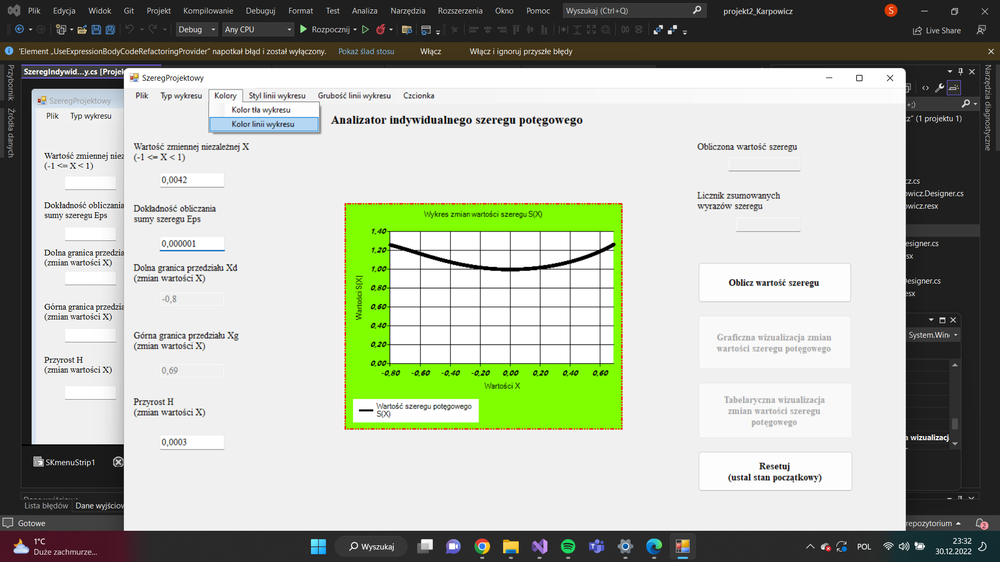 Plik Edycja Widok Git Projekt Kompilowanie Debuguj Format Test Analiza Narzędzia Rozszerzenia Okno Pomoc Wyszukaj (Ctrl+Q) projekt2_Karpowicz S
Debug Any CPU Rozpocznij Live Share
'Element „UseExpressionBodyCodeRefactoringProvider” napotkał błąd i został wyłączony. Pokaż ślad stosu Włącz Włącz i ignoruj przyszłe błędy
Przybornik
Źródła danych
SzeregIndywid...y.cs [Projek
SzeregProjektowy
Plik Typ wykresu
Wartość zmiennej niez
(-1 <= X < 1)
Dokładność obliczania
sumy szeregu Eps
Dolna granica przedzia
(zmian wartości X)
Górna granica przedzia
(zmian wartości X)
Przyrost H
(zmian wartości X)
SKmenuStrip1
Lista błędów Dane wyjściow
Gotowe
SzeregProjektowy
Plik Typ wykresu Kolory Styl linii wykresu Grubość linii wykresu Czcionka
Kolor tła wykresu
Kolor linii wykresu
Analizator indywidualnego szeregu potęgowego
Wartość zmiennej niezależnej X
(-1 <= X < 1)
0,0042
Dokładność obliczania
sumy szeregu Eps
0,000001
Dolna granica przedziału Xd
(zmian wartości X)
-0,8
Górna granica przedziału Xg
(zmian wartości X)
0,69
Przyrost H
(zmian wartości X)
0,0003
Wykres zmian wartości szeregu S(X)
Wartości S(X)
1,40
1,20
1,00
0,80
0,60
0,40
0,20
0,00
-0,80 -0,60 -0,40 -0,20 0,00 0,20 0,40 0,60
Wartości X
Wartość szeregu potęgowego
S(X)
Obliczona wartość szeregu
Licznik zsumowanych
wyrazów szeregu
Oblicz wartość szeregu
Graficzna wizualizacja zmian
wartości szeregu potęgowego
Tabelaryczna wizualizacja
zmian wartości szeregu
potęgowego
Resetuj
(ustal stan początkowy)
Narzędzia diagnostyczne
+;)
cz” (1 projektu 1)
cz.cs
owicz.Designer.cs
owicz.resx
esigner.cs
esx
Designer.cs
esx
System.Win
a wizualizacj
repozytorium 2
1°C
Duże zachmurze...
Wyszukaj
POL
23:32
30.12.2022